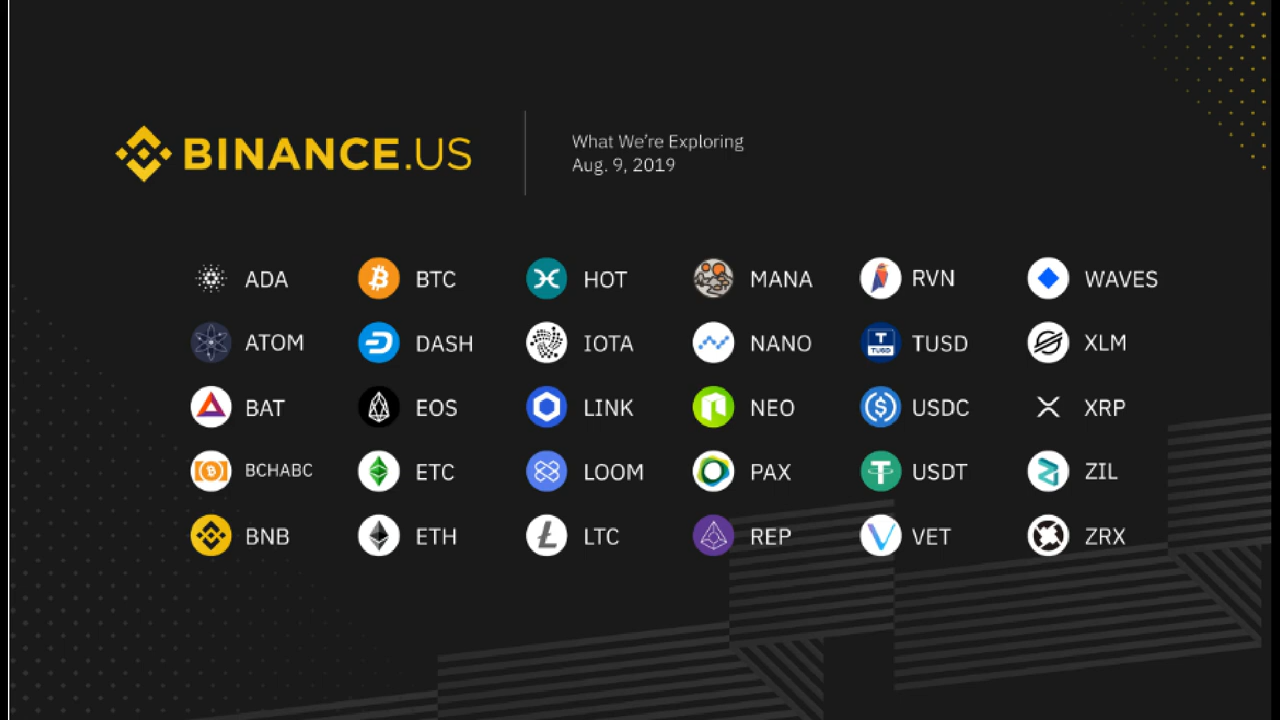 BINANCE.US
What We're Exploring
Aug. 9, 2019
ADA BTC HOT MANA RVN WAVES
ATOM DASH IOTA NANO TUSD XLM
BAT EOS LINK NEO USDC XRP
BCHABC ETC LOOM PAX USDT ZIL
BNB ETH LTC REP VET ZRX